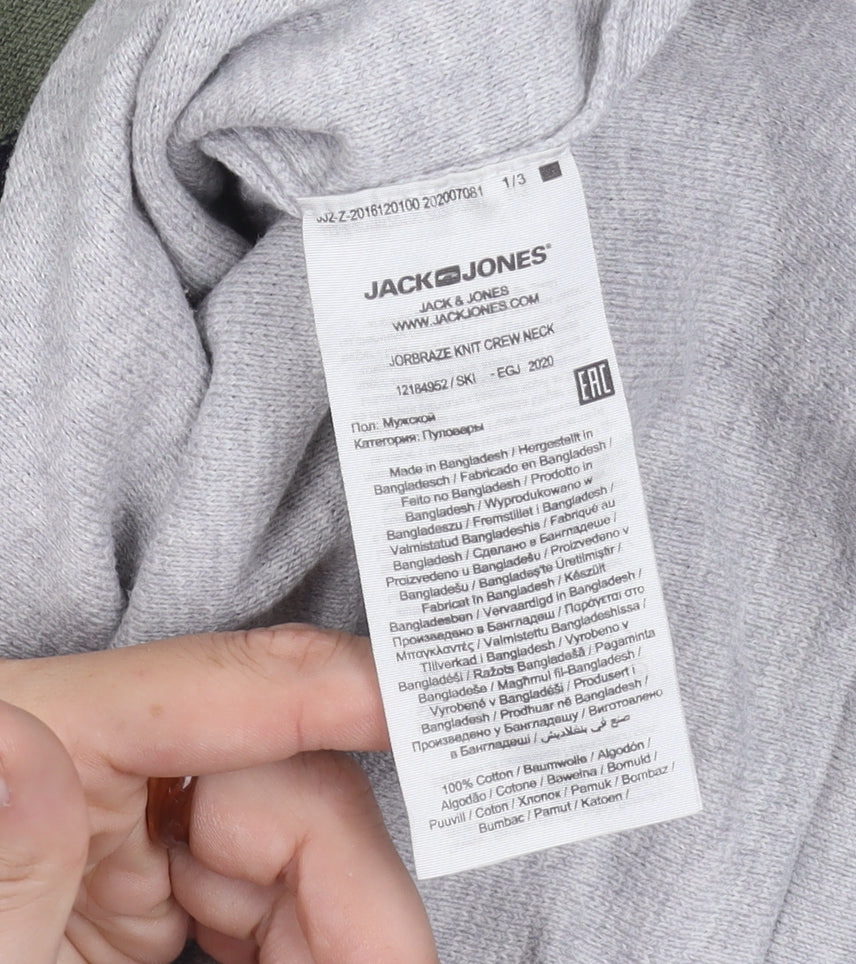 JJ2-Z-2016120100 202007081 1/3
JACK JONES®
JACK & JONES
WWW.JACKJONES.COM
JORBRAZE KNIT CREW NECK
12184952 / SKI - EGJ 2020
EAC
Пол: Мужской
Категория: Пуловеры
Made in Bangladesh / Hergestellt in
Bangladesch / Fabricado en Bangladesh /
Feito no Bangladesh / Prodotto in
Bangladesh / Wyprodukowano w
Bangladeszu / Fremstillet i Bangladesh /
Valmistatud Bangladeshis / Fabriqué au
Bangladesh / Сделано в Бангладеше /
Proizvedeno u Bangladešu / Proizvedeno v
Bangladešu / Bangladeş'te Üretilmiştir /
Fabricat în Bangladesh / Készült
Bangladesben / Vervaardigd in Bangladesh /
Произведено в Бангладеш / Παράγεται στο
Μπαγκλαντές / Valmistettu Bangladeshissa /
Tillverkad i Bangladesh / Vyrobeno v
Bangladéši / Ražots Bangladešā / Pagaminta
Bangladeše / Magħmul fil-Bangladesh /
Vyrobené v Bangladéši / Produsert i
Bangladesh / Prodhuar në Bangladesh /
Произведено у Бангладешу / Виготовлено
в Бангладеші / صنع في بنغلاديش /
100% Cotton / Baumwolle / Algodón /
Algodão / Cotone / Bawełna / Bomuld /
Puuvill / Coton / Хлопок / Pamuk / Bombaz /
Bumbac / Pamut / Katoen /